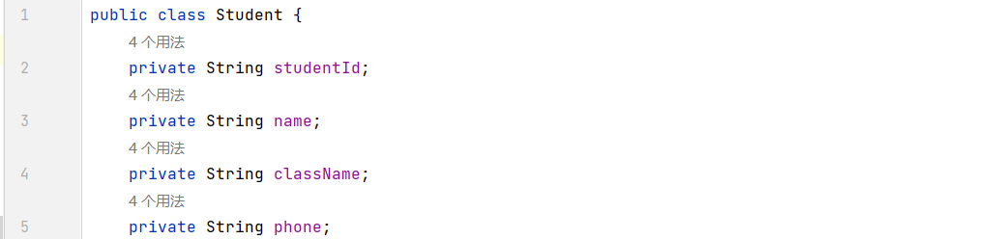 1 public class Student {
4 个用法
2 private String studentId;
4 个用法
3 private String name;
4 个用法
4 private String className;
4 个用法
5 private String phone;